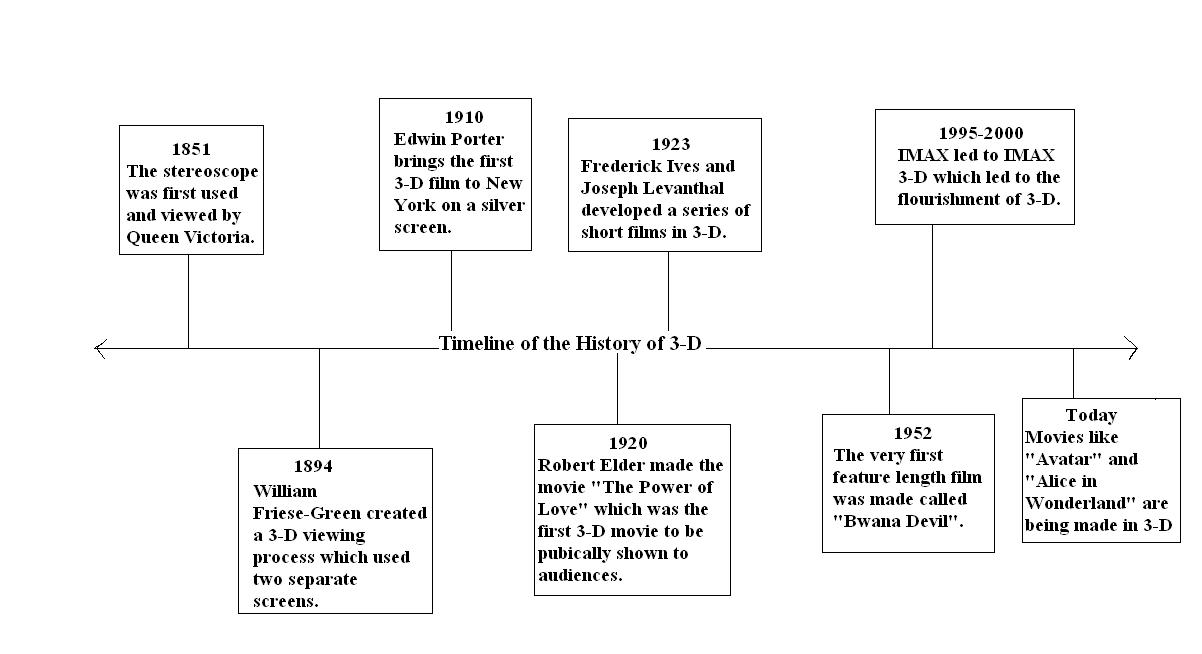 1851
The stereoscope
was first used
and viewed by
Queen Victoria.
1910
Edwin Porter
brings the first
3-D film to New
York on a silver
screen.
1923
Frederick Ives and
Joseph Levanthal
developed a series of
short films in 3-D.
1995-2000
IMAX led to IMAX
3-D which led to the
flourishment of 3-D.
Timeline of the History of 3-D
1894
William
Friese-Green created
a 3-D viewing
process which used
two separate
screens.
1920
Robert Elder made the
movie "The Power of
Love" which was the
first 3-D movie to be
pubically shown to
audiences.
1952
The very first
feature length film
was made called
"Bwana Devil".
Today
Movies like
"Avatar" and
"Alice in
Wonderland" are
being made in 3-D